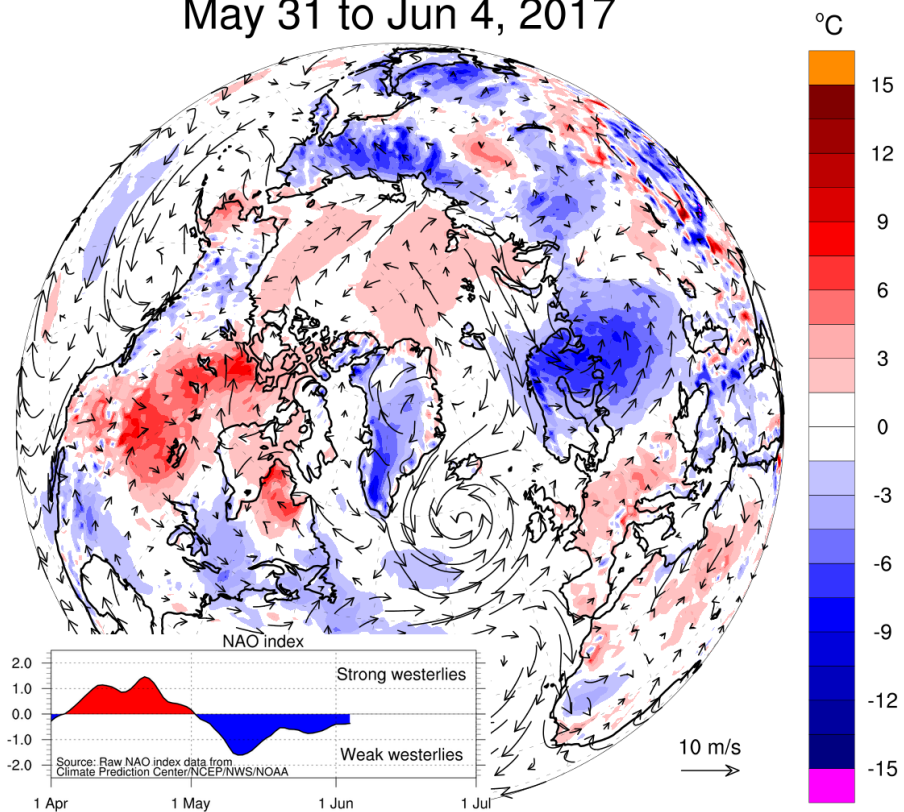 May 31 to Jun 4, 2017
°C
15
12
9
6
3
0
-3
-6
-9
-12
-15
10 m/s
NAO index
2.0
1.0
0.0
-1.0
-2.0
Strong westerlies
Weak westerlies
Source: Raw NAO index data from
Climate Prediction Center/NCEP/NWS/NOAA
1 Apr 1 May 1 Jun 1 Jul